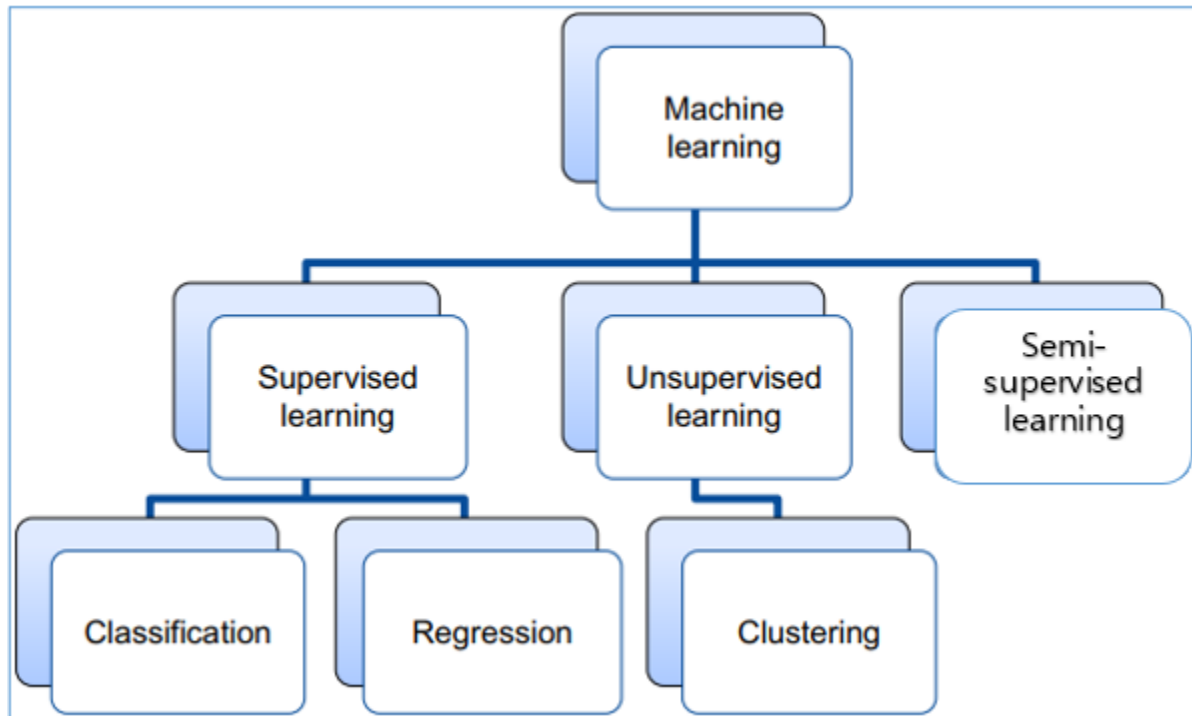 Machine
learning
Supervised
learning
Unsupervised
learning
Semi-
supervised
learning
Classification
Regression
Clustering